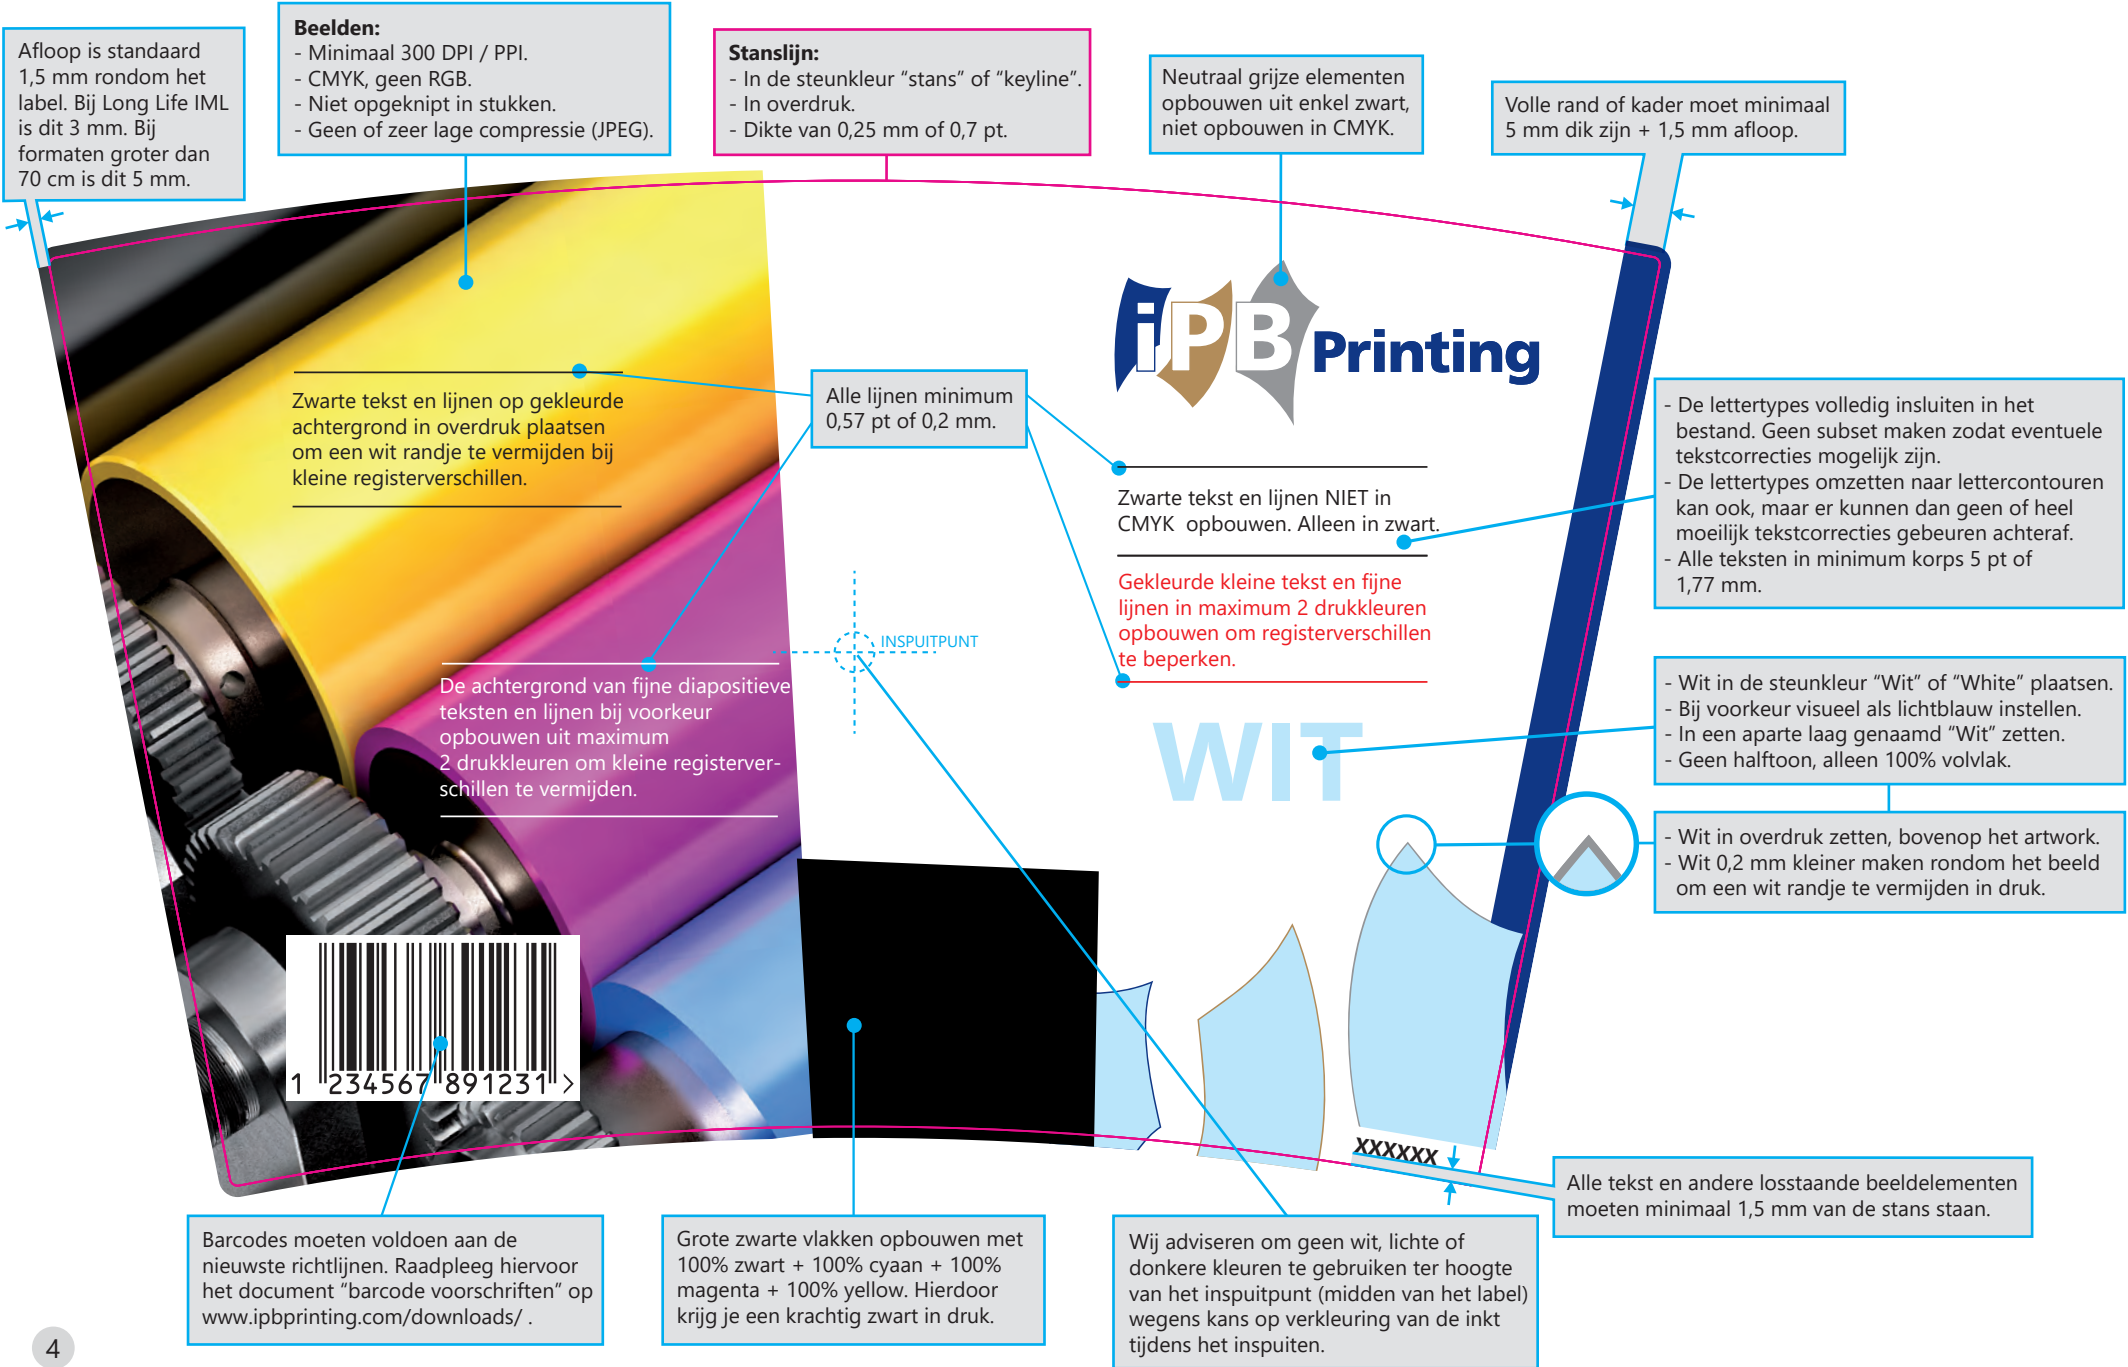 Afloop is standaard
1,5 mm rondom het
label. Bij Long Life IML
is dit 3 mm. Bij
formaten groter dan
70 cm is dit 5 mm.
Beelden:
- Minimaal 300 DPI / PPI.
- CMYK, geen RGB.
- Niet opgeknipt in stukken.
- Geen of zeer lage compressie (JPEG).
Stanslijn:
- In de steunkleur “stans” of “keyline”.
- In overdruk.
- Dikte van 0,25 mm of 0,7 pt.
Neutraal grijze elementen
opbouwen uit enkel zwart,
niet opbouwen in CMYK.
Volle rand of kader moet minimaal
5 mm dik zijn + 1,5 mm afloop.
iPB Printing
Zwarte tekst en lijnen op gekleurde
achtergrond in overdruk plaatsen
om een wit randje te vermijden bij
kleine registerverschillen.
Alle lijnen minimum
0,57 pt of 0,2 mm.
Zwarte tekst en lijnen NIET in
CMYK  opbouwen. Alleen in zwart.
Gekleurde kleine tekst en fijne
lijnen in maximum 2 drukkleuren
opbouwen om registerverschillen
te beperken.
- De lettertypes volledig insluiten in het
bestand. Geen subset maken zodat eventuele
tekstcorrecties mogelijk zijn.
- De lettertypes omzetten naar lettercontouren
kan ook, maar er kunnen dan geen of heel
moeilijk tekstcorrecties gebeuren achteraf.
- Alle teksten in minimum korps 5 pt of
1,77 mm.
INSPUITPUNT
De achtergrond van fijne diapositieve
teksten en lijnen bij voorkeur
opbouwen uit maximum
2 drukkleuren om kleine registerver-
schillen te vermijden.
WIT
- Wit in de steunkleur “Wit” of “White” plaatsen.
- Bij voorkeur visueel als lichtblauw instellen.
- In een aparte laag genaamd “Wit” zetten.
- Geen halftoon, alleen 100% volvlak.
- Wit in overdruk zetten, bovenop het artwork.
- Wit 0,2 mm kleiner maken rondom het beeld
om een wit randje te vermijden in druk.
1 234567 891231 >
XXXXXX
Alle tekst en andere losstaande beeldelementen
moeten minimaal 1,5 mm van de stans staan.
Barcodes moeten voldoen aan de
nieuwste richtlijnen. Raadpleeg hiervoor
het document “barcode voorschriften” op
www.ipbprinting.com/downloads/ .
Grote zwarte vlakken opbouwen met
100% zwart + 100% cyaan + 100%
magenta + 100% yellow. Hierdoor
krijg je een krachtig zwart in druk.
Wij adviseren om geen wit, lichte of
donkere kleuren te gebruiken ter hoogte
van het inspuitpunt (midden van het label)
wegens kans op verkleuring van de inkt
tijdens het inspuiten.
4